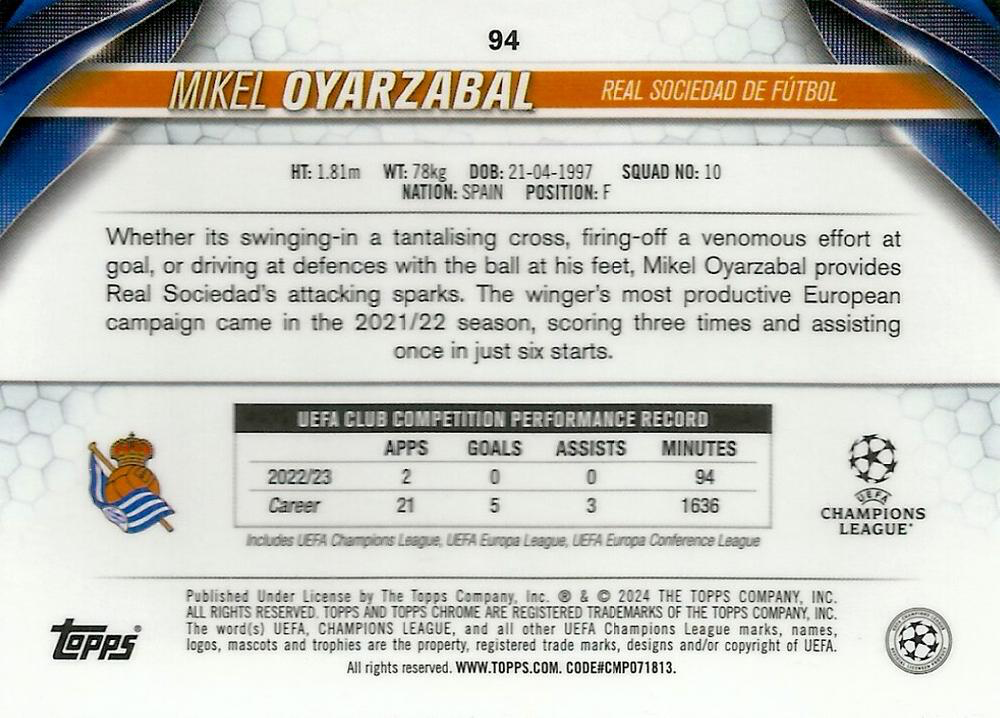 94
MIKEL OYARZABAL REAL SOCIEDAD DE FÚTBOL
HT: 1.81m WT: 78kg DOB: 21-04-1997 SQUAD NO: 10
NATION: SPAIN POSITION: F
Whether its swinging-in a tantalising cross, firing-off a venomous effort at
goal, or driving at defences with the ball at his feet, Mikel Oyarzabal provides
Real Sociedad's attacking sparks. The winger's most productive European
campaign came in the 2021/22 season, scoring three times and assisting
once in just six starts.
UEFA CLUB COMPETITION PERFORMANCE RECORD
APPS GOALS ASSISTS MINUTES
2022/23 2 0 0 94
Career 21 5 3 1636
Includes UEFA Champions League, UEFA Europa League, UEFA Europa Conference League
UEFA
CHAMPIONS
LEAGUE
Published Under License by The Topps Company, Inc. ® & © 2024 THE TOPPS COMPANY, INC.
ALL RIGHTS RESERVED. TOPPS AND TOPPS CHROME ARE REGISTERED TRADEMARKS OF THE TOPPS COMPANY, INC.
The word(s) UEFA, CHAMPIONS LEAGUE, and all other UEFA Champions League marks, names,
logos, mascots and trophies are the property, registered trade marks, designs and/or copyright of UEFA.
All rights reserved. WWW.TOPPS.COM. CODE#CMP071813.
Topps®